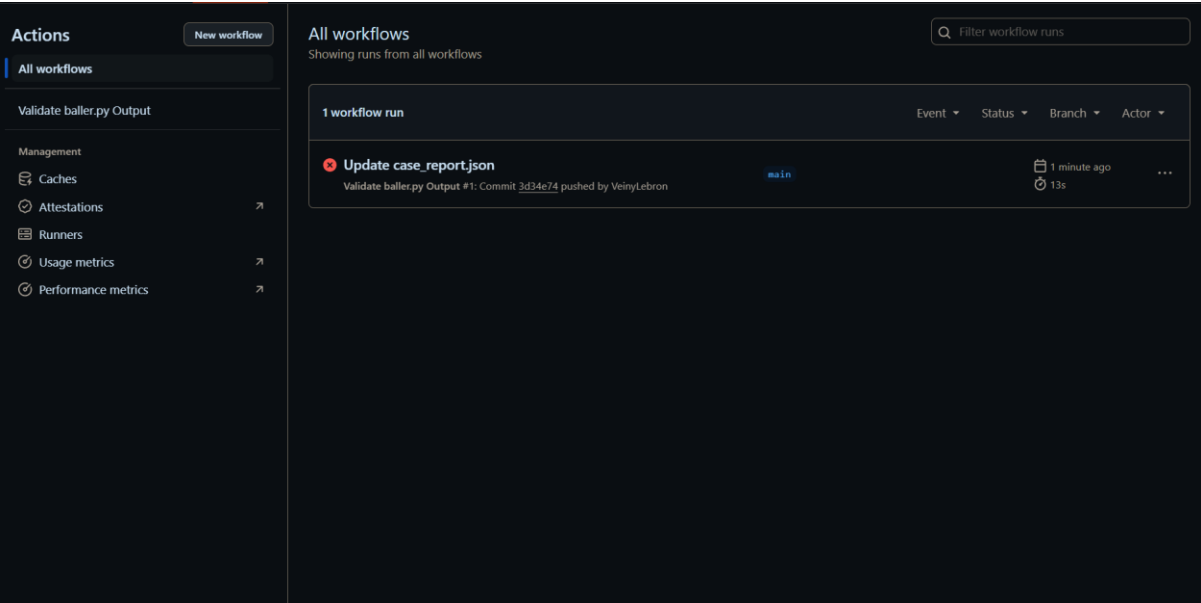 Actions
New workflow
All workflows
Validate baller.py Output
Management
Caches
Attestations
Runners
Usage metrics
Performance metrics
All workflows
Showing runs from all workflows
Filter workflow runs
1 workflow run
Event
Status
Branch
Actor
Update case_report.json
Validate baller.py Output #1: Commit 3d34e74 pushed by VeinyLebron
main
1 minute ago
13s